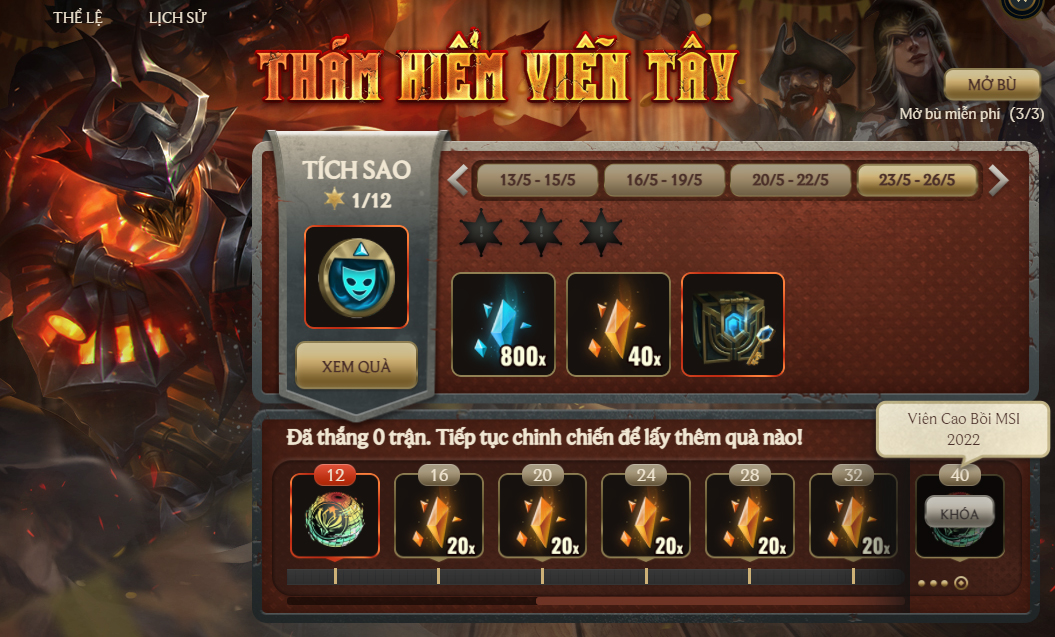 THỂ LỆ
LỊCH SỬ
THÁM HIỂM VIỄN TÂY
MỞ BÙ
Mở bù miễn phí (3/3)
TÍCH SAO
1/12
XEM QUÀ
13/5 - 15/5
16/5 - 19/5
20/5 - 22/5
23/5 - 26/5
! ! !
800x
40x
Đã thắng 0 trận. Tiếp tục chinh chiến để lấy thêm quà nào!
Viên Cao Bồi MSI
2022
12
16
20
24
28
32
40
20x
20x
20x
20x
20x
KHÓA